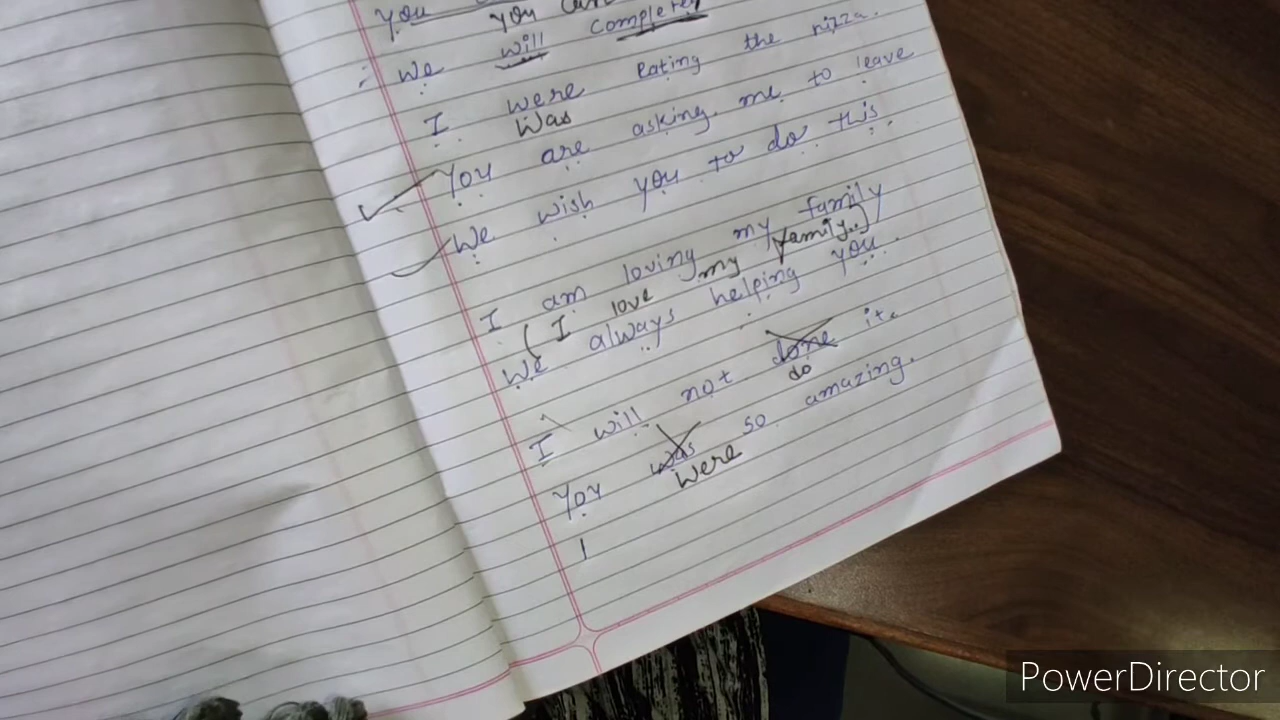 You
you can
We will complete
I were eating the pizza.
was
You are asking me to leave
We wish you to do this.
I am loving my family
(I love my family.)
We always helping you.
I will not done it.
do
You was so amazing.
were
I
PowerDirector